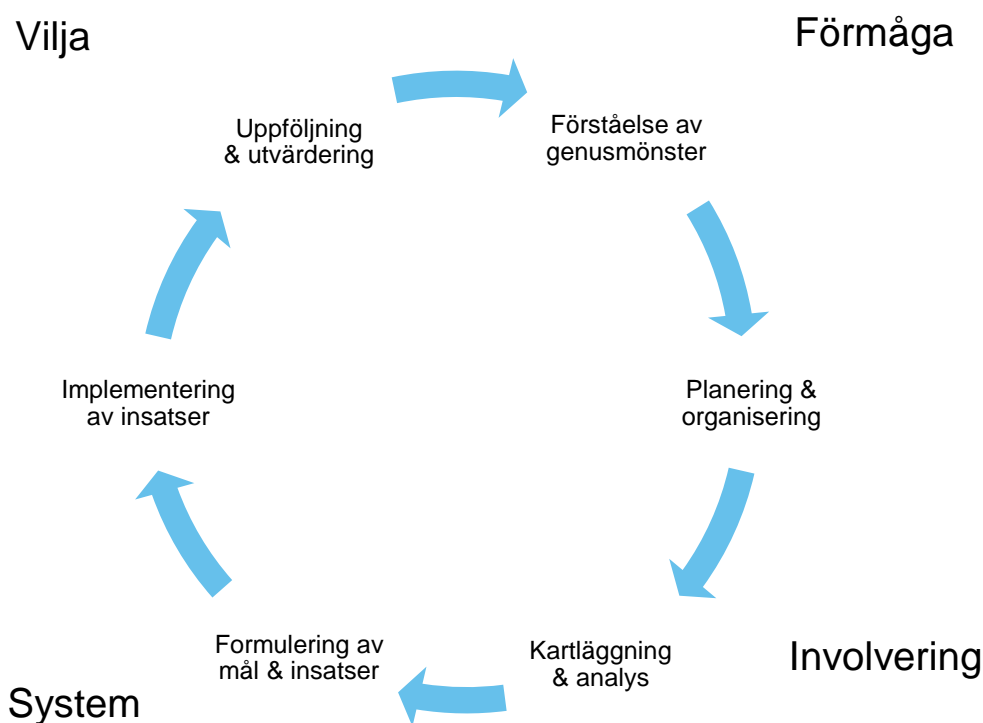 Vilja
Förmåga
Uppföljning
& utvärdering
Förståelse av
genusmönster
Implementering
av insatser
Planering &
organisering
Formulering av
mål & insatser
Kartläggning
& analys
Involvering
System